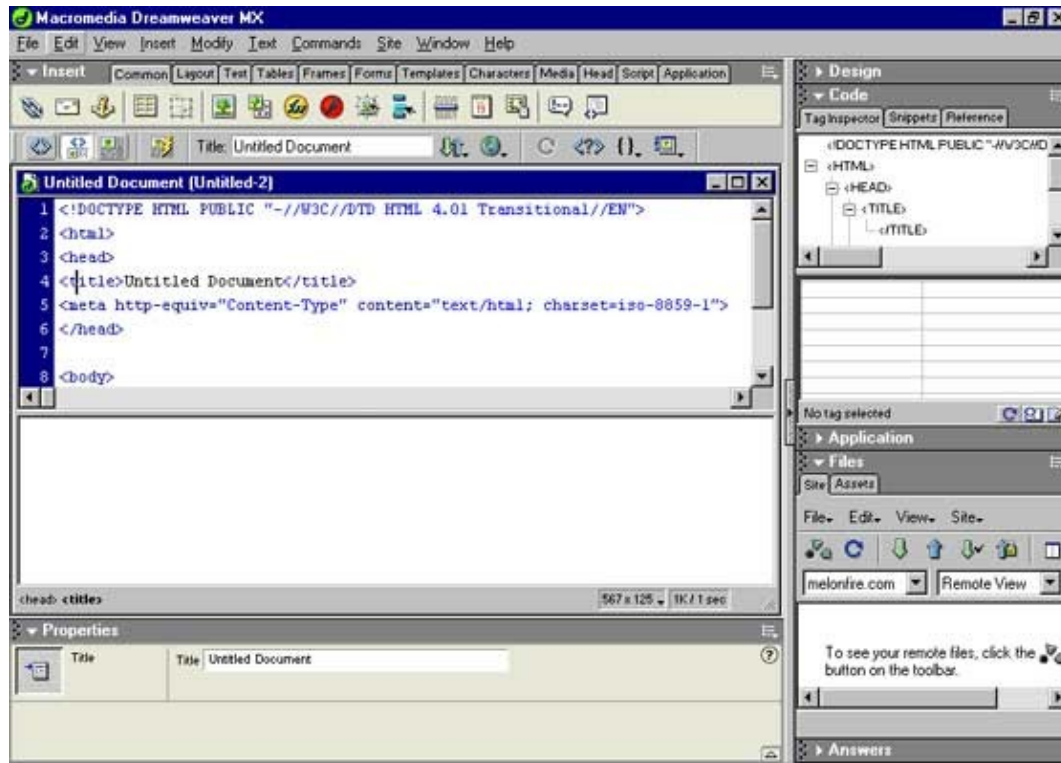 Macromedia Dreamweaver MX
File Edit View Insert Modify Text Commands Site Window Help
Insert Common Layout Text Tables Frames Forms Templates Characters Media Head Script Application
Title: Untitled Document
Untitled Document (Untitled-2)
1 <!DOCTYPE HTML PUBLIC "-//W3C//DTD HTML 4.01 Transitional//EN">
2 <html>
3 <head>
4 <title>Untitled Document</title>
5 <meta http-equiv="Content-Type" content="text/html; charset=iso-8859-1">
6 </head>
7
8 <body>
<head> <title>
567 x 125 1K / 1 sec
Properties
Title Title Untitled Document
Design
Code
Tag Inspector Snippets Reference
<!DOCTYPE HTML PUBLIC "-//W3C//D
<HTML>
<HEAD>
<TITLE>
</TITLE>
No tag selected
Application
Files
Site Assets
File Edit View Site
melonfire.com Remote View
To see your remote files, click the
button on the toolbar.
Answers